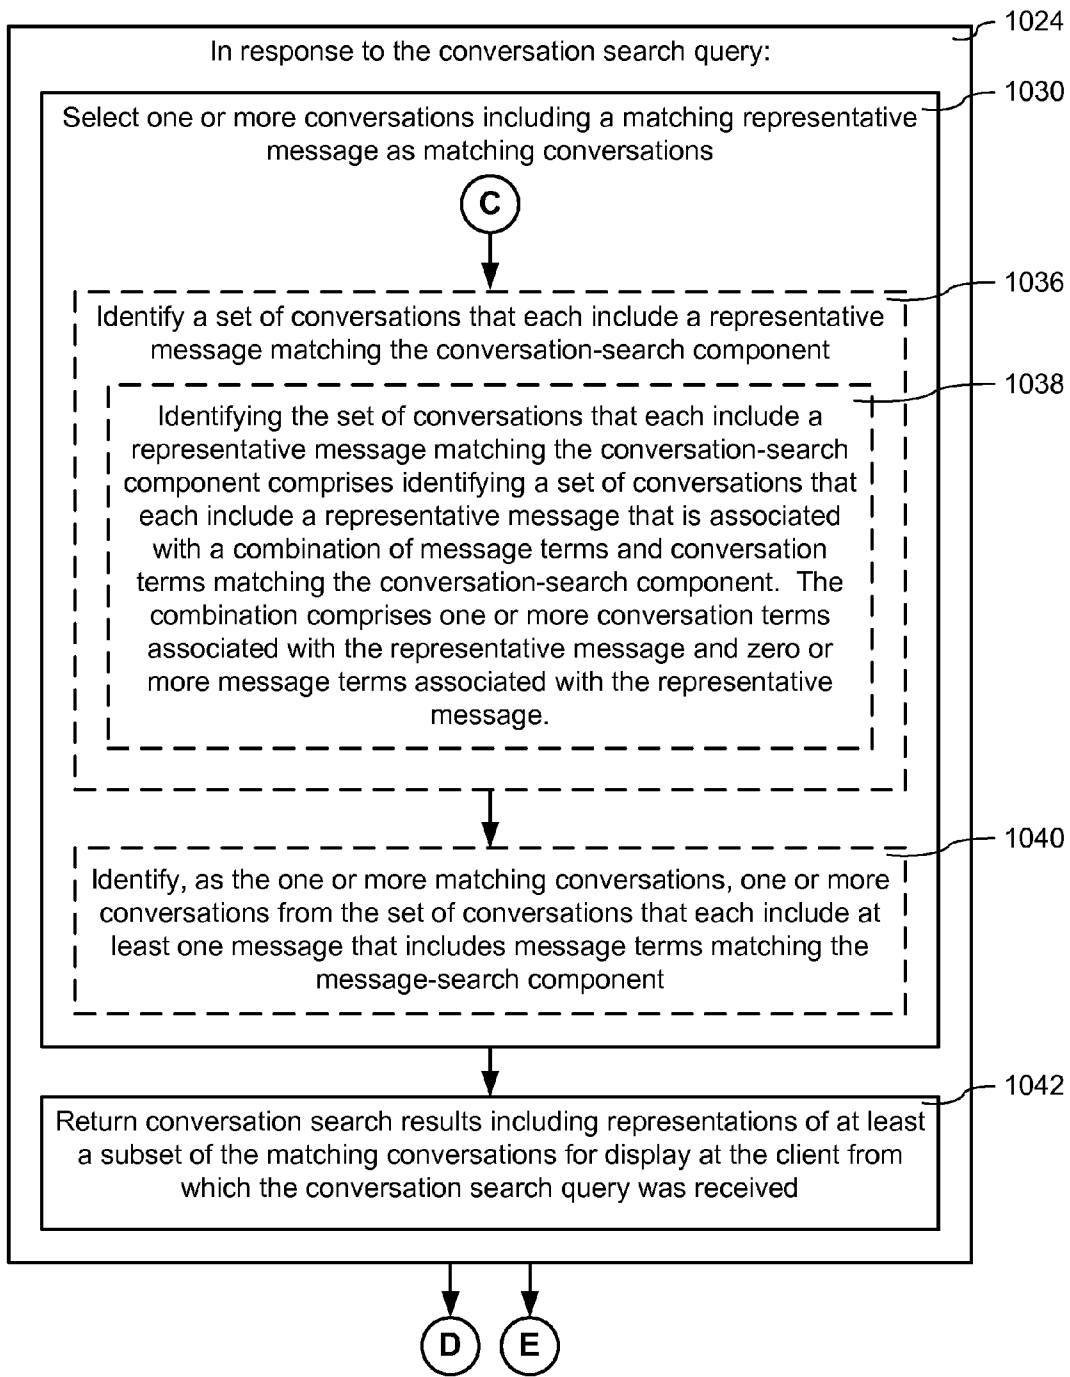 1024
In response to the conversation search query:
1030
Select one or more conversations including a matching representative
message as matching conversations
C
1036
Identify a set of conversations that each include a representative
message matching the conversation-search component
1038
Identifying the set of conversations that each include a
representative message matching the conversation-search
component comprises identifying a set of conversations that
each include a representative message that is associated
with a combination of message terms and conversation
terms matching the conversation-search component.  The
combination comprises one or more conversation terms
associated with the representative message and zero or
more message terms associated with the representative
message.
1040
Identify, as the one or more matching conversations, one or more
conversations from the set of conversations that each include at
least one message that includes message terms matching the
message-search component
1042
Return conversation search results including representations of at least
a subset of the matching conversations for display at the client from
which the conversation search query was received
D
E